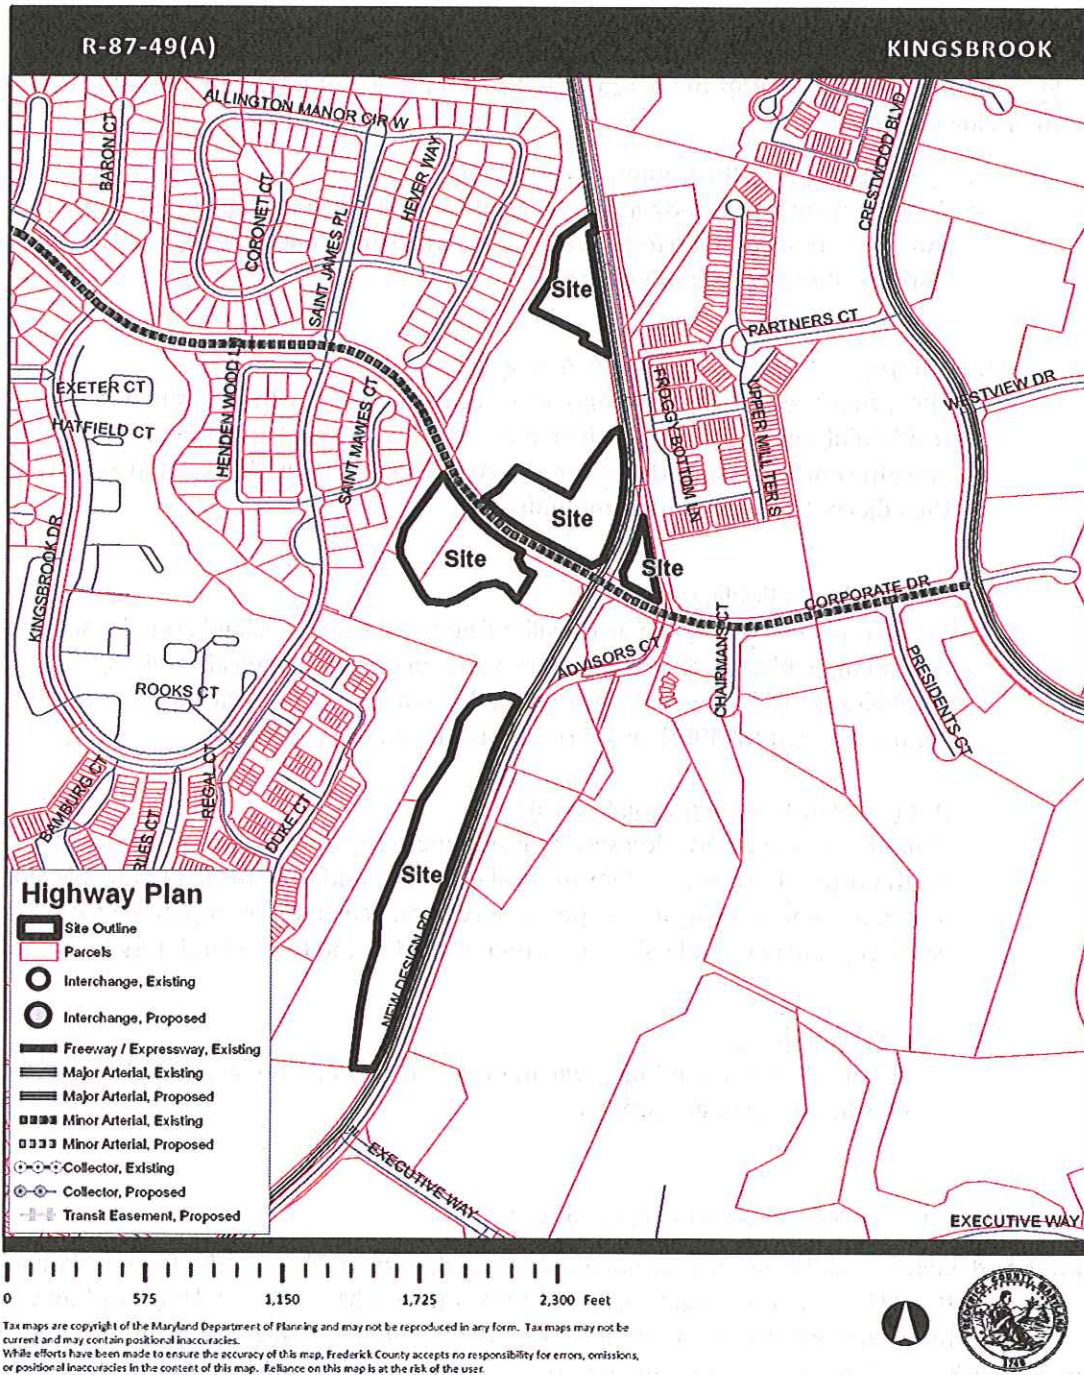 R-87-49(A)
KINGSBROOK
ALLINGTON MANOR CIR W
BARON CT
CORONET CT
SAINT JAMES PL
HEVER WAY
CRESTWOOD BLVD
Site
PARTNERS CT
WESTVIEW DR
EXETER CT
HATFIELD CT
HENDEN WOOD
SAINT MAWES CT
FROGGY BOTTOM LN
UPPER MILL TER S
Site
Site
Site
KINGSBROOK DR
CORPORATE DR
ADVISORS CT
CHAIRMANS CT
PRESIDENTS CT
ROOKS CT
REGAL CT
DUKE CT
BAMBURG CT
RLES CT
Site
NEW DESIGN RD
EXECUTIVE WAY
EXECUTIVE WAY
Highway Plan
Site Outline
Parcels
Interchange, Existing
Interchange, Proposed
Freeway / Expressway, Existing
Major Arterial, Existing
Major Arterial, Proposed
Minor Arterial, Existing
Minor Arterial, Proposed
Collector, Existing
Collector, Proposed
Transit Easement, Proposed
0 575 1,150 1,725 2,300 Feet
Tax maps are copyright of the Maryland Department of Planning and may not be reproduced in any form. Tax maps may not be
current and may contain positional inaccuracies.
While efforts have been made to ensure the accuracy of this map, Frederick County accepts no responsibility for errors, omissions,
or positional inaccuracies in the content of this map. Reliance on this map is at the risk of the user.
FREDERICK COUNTY MARYLAND
1748